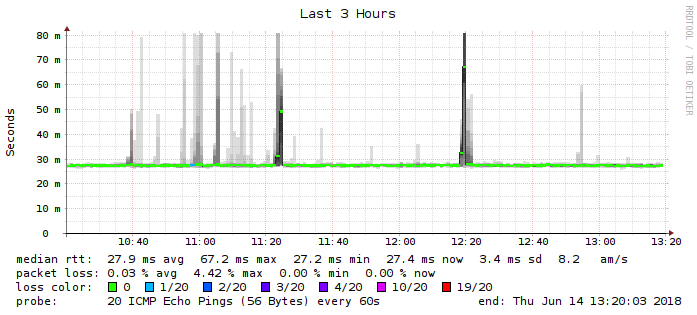 Last 3 Hours
RRDTOOL / TOBI OETIKER
Seconds
80 m
70 m
60 m
50 m
40 m
30 m
20 m
10 m
0
10:40 11:00 11:20 11:40 12:00 12:20 12:40 13:00 13:20
median rtt: 27.9 ms avg 67.2 ms max 27.2 ms min 27.4 ms now 3.4 ms sd 8.2 am/s
packet loss: 0.03 % avg 4.42 % max 0.00 % min 0.00 % now
loss color: 0 1/20 2/20 3/20 4/20 10/20 19/20
probe: 20 ICMP Echo Pings (56 Bytes) every 60s end: Thu Jun 14 13:20:03 2018